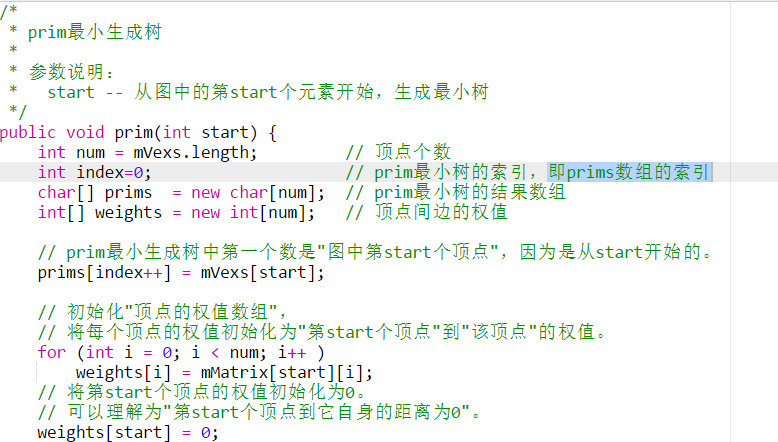 /*
 * prim最小生成树
 *
 * 参数说明：
 *   start -- 从图中的第start个元素开始，生成最小树
 */
public void prim(int start) {
    int num = mVexs.length;         // 顶点个数
    int index=0;                    // prim最小树的索引，即prims数组的索引
    char[] prims  = new char[num];  // prim最小树的结果数组
    int[] weights = new int[num];   // 顶点间边的权值

    // prim最小生成树中第一个数是"图中第start个顶点"，因为是从start开始的。
    prims[index++] = mVexs[start];

    // 初始化"顶点的权值数组"，
    // 将每个顶点的权值初始化为"第start个顶点"到"该顶点"的权值。
    for (int i = 0; i < num; i++ )
        weights[i] = mMatrix[start][i];
    // 将第start个顶点的权值初始化为0。
    // 可以理解为"第start个顶点到它自身的距离为0"。
    weights[start] = 0;